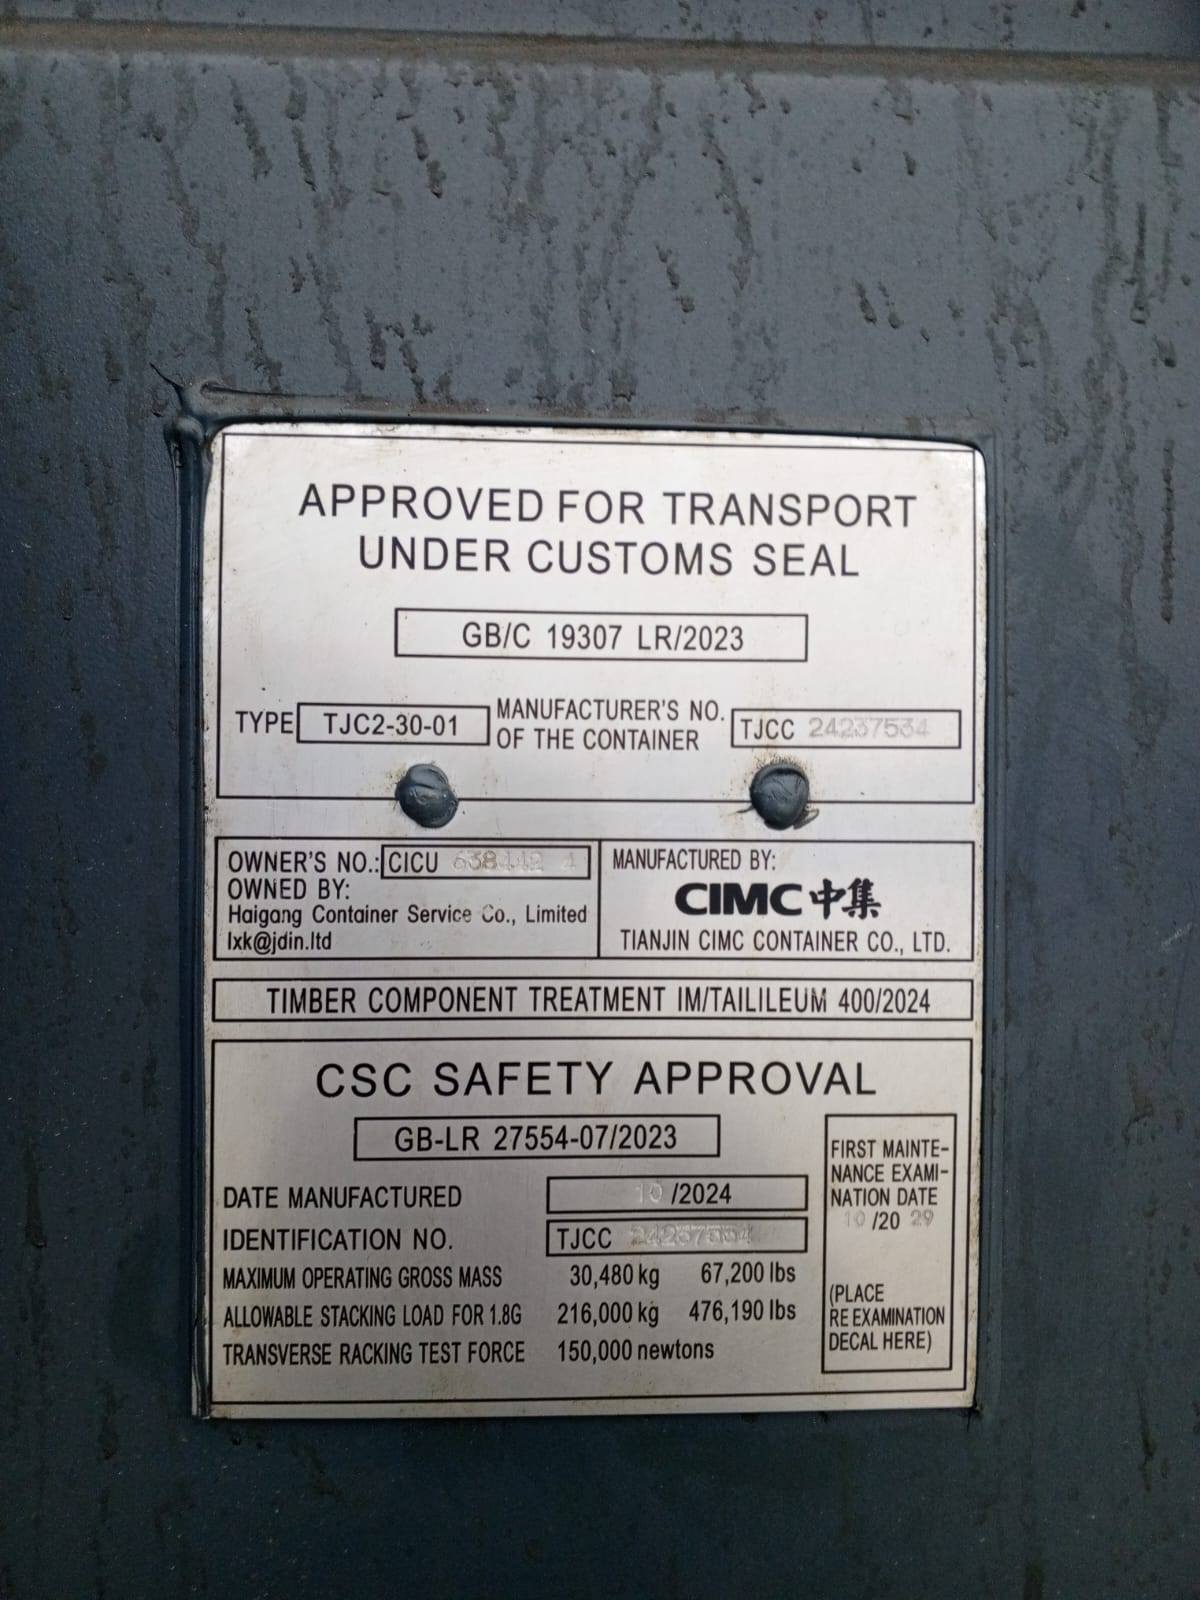 APPROVED FOR TRANSPORT
UNDER CUSTOMS SEAL
GB/C 19307 LR/2023
TYPE TJC2-30-01
MANUFACTURER'S NO.
OF THE CONTAINER
TJCC 24237534
OWNER'S NO.: CICU
OWNED BY:
Haigang Container Service Co., Limited
lxk@jdin.ltd
MANUFACTURED BY:
CIMC中集
TIANJIN CIMC CONTAINER CO., LTD.
TIMBER COMPONENT TREATMENT IM/TAILILEUM 400/2024
CSC SAFETY APPROVAL
GB-LR 27554-07/2023
DATE MANUFACTURED 10/2024
IDENTIFICATION NO. TJCC 24237534
MAXIMUM OPERATING GROSS MASS 30,480 kg 67,200 lbs
ALLOWABLE STACKING LOAD FOR 1.8G 216,000 kg 476,190 lbs
TRANSVERSE RACKING TEST FORCE 150,000 newtons
FIRST MAINTE-
NANCE EXAMI-
NATION DATE
10/20 29
(PLACE
RE EXAMINATION
DECAL HERE)